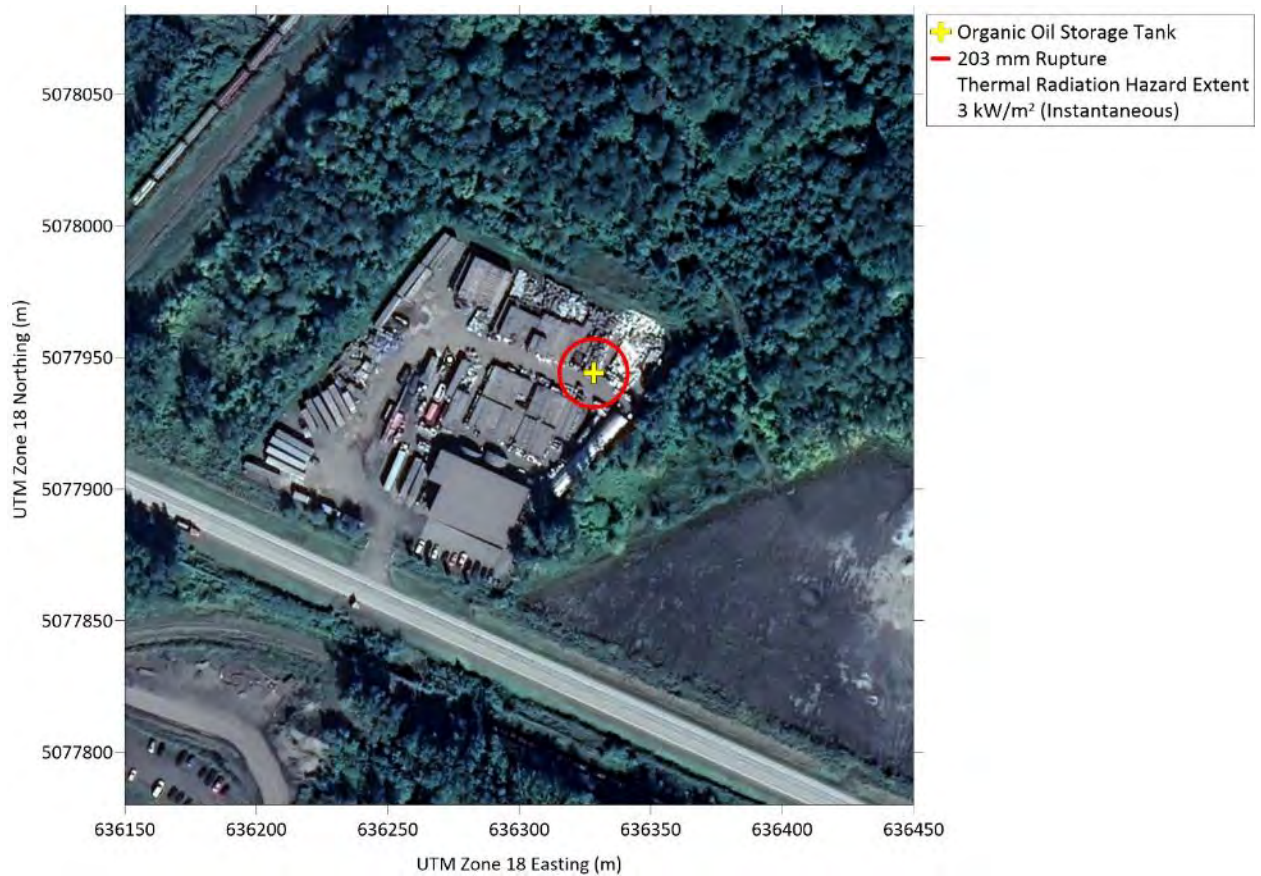 Organic Oil Storage Tank
203 mm Rupture
Thermal Radiation Hazard Extent
3 kW/m² (Instantaneous)
5078050
5078000
5077950
5077900
5077850
5077800
UTM Zone 18 Northing (m)
636150 636200 636250 636300 636350 636400 636450
UTM Zone 18 Easting (m)